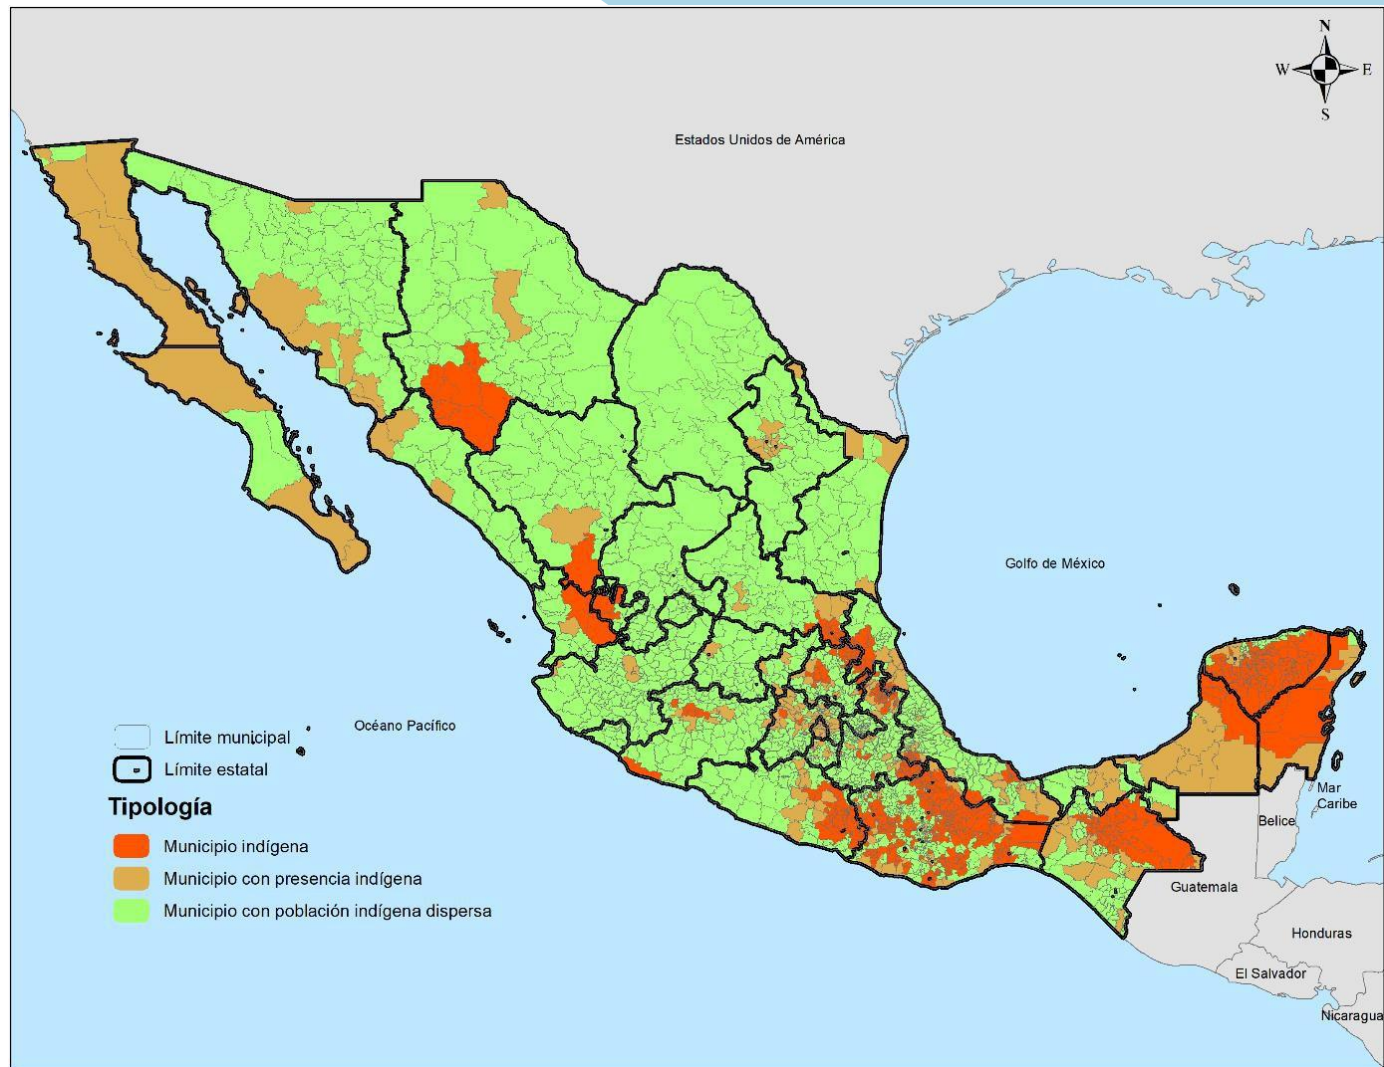 N
W
E
S
Estados Unidos de América
Golfo de México
Océano Pacífico
Límite municipal
Límite estatal
Tipología
Municipio indígena
Municipio con presencia indígena
Municipio con población indígena dispersa
Mar
Caribe
Belice
Guatemala
Honduras
El Salvador
Nicaragua